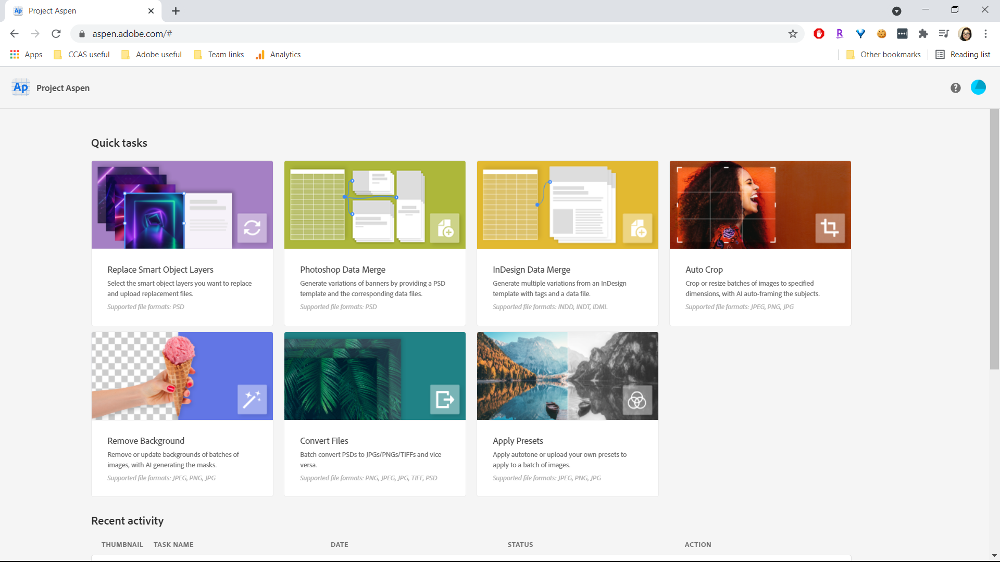 Ap Project Aspen
aspen.adobe.com/#
R
Apps CCAS useful Adobe useful Team links Analytics Other bookmarks Reading list
Ap Project Aspen ?
Quick tasks
Replace Smart Object Layers
Select the smart object layers you want to replace
and upload replacement files.
Supported file formats: PSD
Photoshop Data Merge
Generate variations of banners by providing a PSD
template and the corresponding data files.
Supported file formats: PSD
InDesign Data Merge
Generate multiple variations from an InDesign
template with tags and a data file.
Supported file formats: INDD, INDT, IDML
Auto Crop
Crop or resize batches of images to specified
dimensions, with AI auto-framing the subjects.
Supported file formats: JPEG, PNG, JPG
Remove Background
Remove or update backgrounds of batches of
images, with AI generating the masks.
Supported file formats: JPEG, PNG, JPG
Convert Files
Batch convert PSDs to JPGs/PNGs/TIFFs and vice
versa.
Supported file formats: PNG, JPEG, JPG, TIFF, PSD
Apply Presets
Apply autotone or upload your own presets to
apply to a batch of images.
Supported file formats: JPEG, PNG, JPG
Recent activity
THUMBNAIL TASK NAME DATE STATUS ACTION